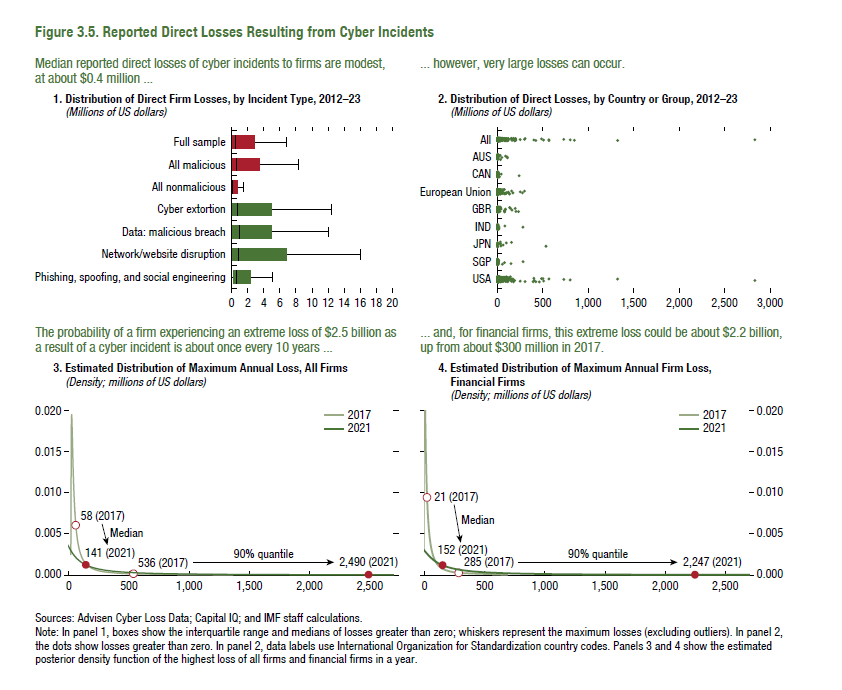 Figure 3.5. Reported Direct Losses Resulting from Cyber Incidents
Median reported direct losses of cyber incidents to firms are modest,
at about $0.4 million ...
... however, very large losses can occur.
1. Distribution of Direct Firm Losses, by Incident Type, 2012–23
(Millions of US dollars)
Full sample
All malicious
All nonmalicious
Cyber extortion
Data: malicious breach
Network/website disruption
Phishing, spoofing, and social engineering
0 2 4 6 8 10 12 14 16 18 20
2. Distribution of Direct Losses, by Country or Group, 2012–23
(Millions of US dollars)
All
AUS
CAN
European Union
GBR
IND
JPN
SGP
USA
0 500 1,000 1,500 2,000 2,500 3,000
The probability of a firm experiencing an extreme loss of $2.5 billion as
a result of a cyber incident is about once every 10 years ...
... and, for financial firms, this extreme loss could be about $2.2 billion,
up from about $300 million in 2017.
3. Estimated Distribution of Maximum Annual Loss, All Firms
(Density; millions of US dollars)
0.020
0.015
0.010
0.005
0.000
2017
2021
58 (2017)
Median
141 (2021)
536 (2017)
90% quantile
2,490 (2021)
0 500 1,000 1,500 2,000 2,500
4. Estimated Distribution of Maximum Annual Firm Loss,
Financial Firms
(Density; millions of US dollars)
2017
2021
0.020
0.015
0.010
0.005
0.000
21 (2017)
Median
152 (2021)
285 (2017)
90% quantile
2,247 (2021)
0 500 1,000 1,500 2,000 2,500
Sources: Advisen Cyber Loss Data; Capital IQ; and IMF staff calculations.
Note: In panel 1, boxes show the interquartile range and medians of losses greater than zero; whiskers represent the maximum losses (excluding outliers). In panel 2,
the dots show losses greater than zero. In panel 2, data labels use International Organization for Standardization country codes. Panels 3 and 4 show the estimated
posterior density function of the highest loss of all firms and financial firms in a year.